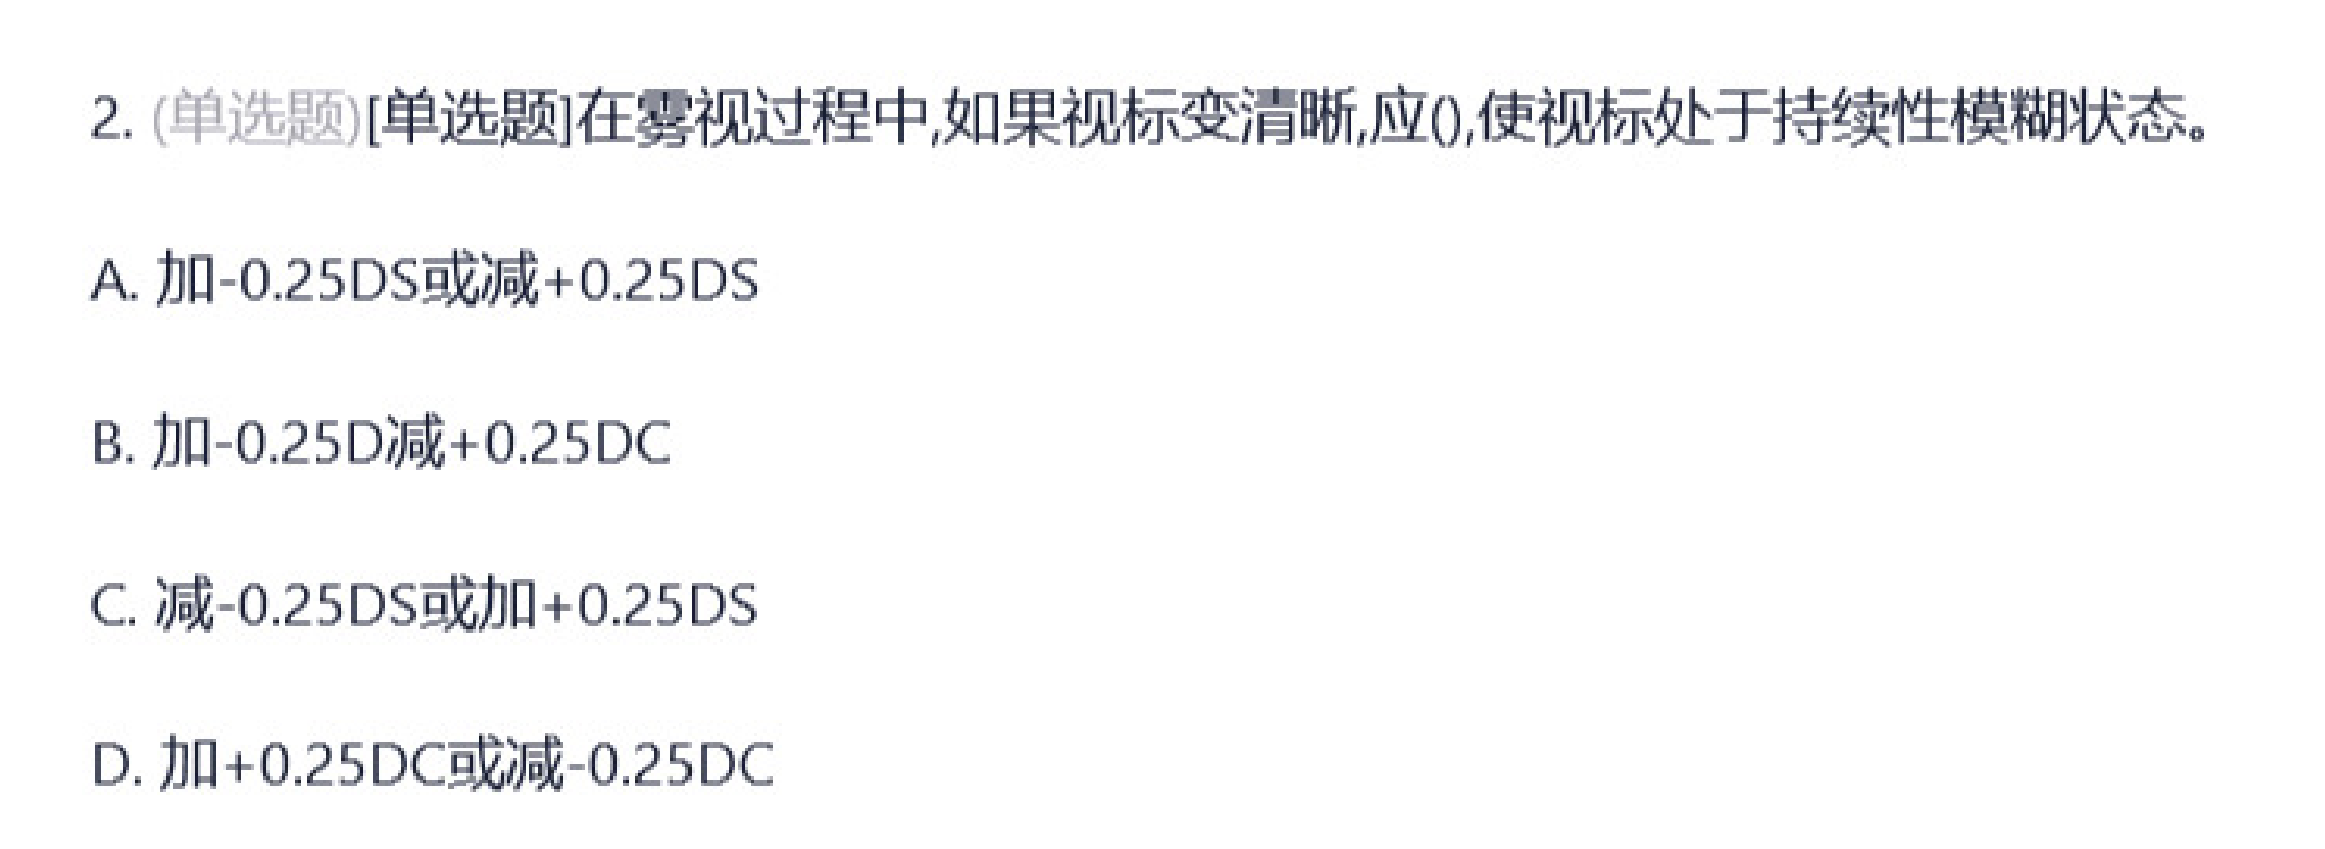 2. (单选题)[单选题]在雾视过程中,如果视标变清晰,应(),使视标处于持续性模糊状态。
A. 加-0.25DS或减+0.25DS
B. 加-0.25D减+0.25DC
C. 减-0.25DS或加+0.25DS
D. 加+0.25DC或减-0.25DC